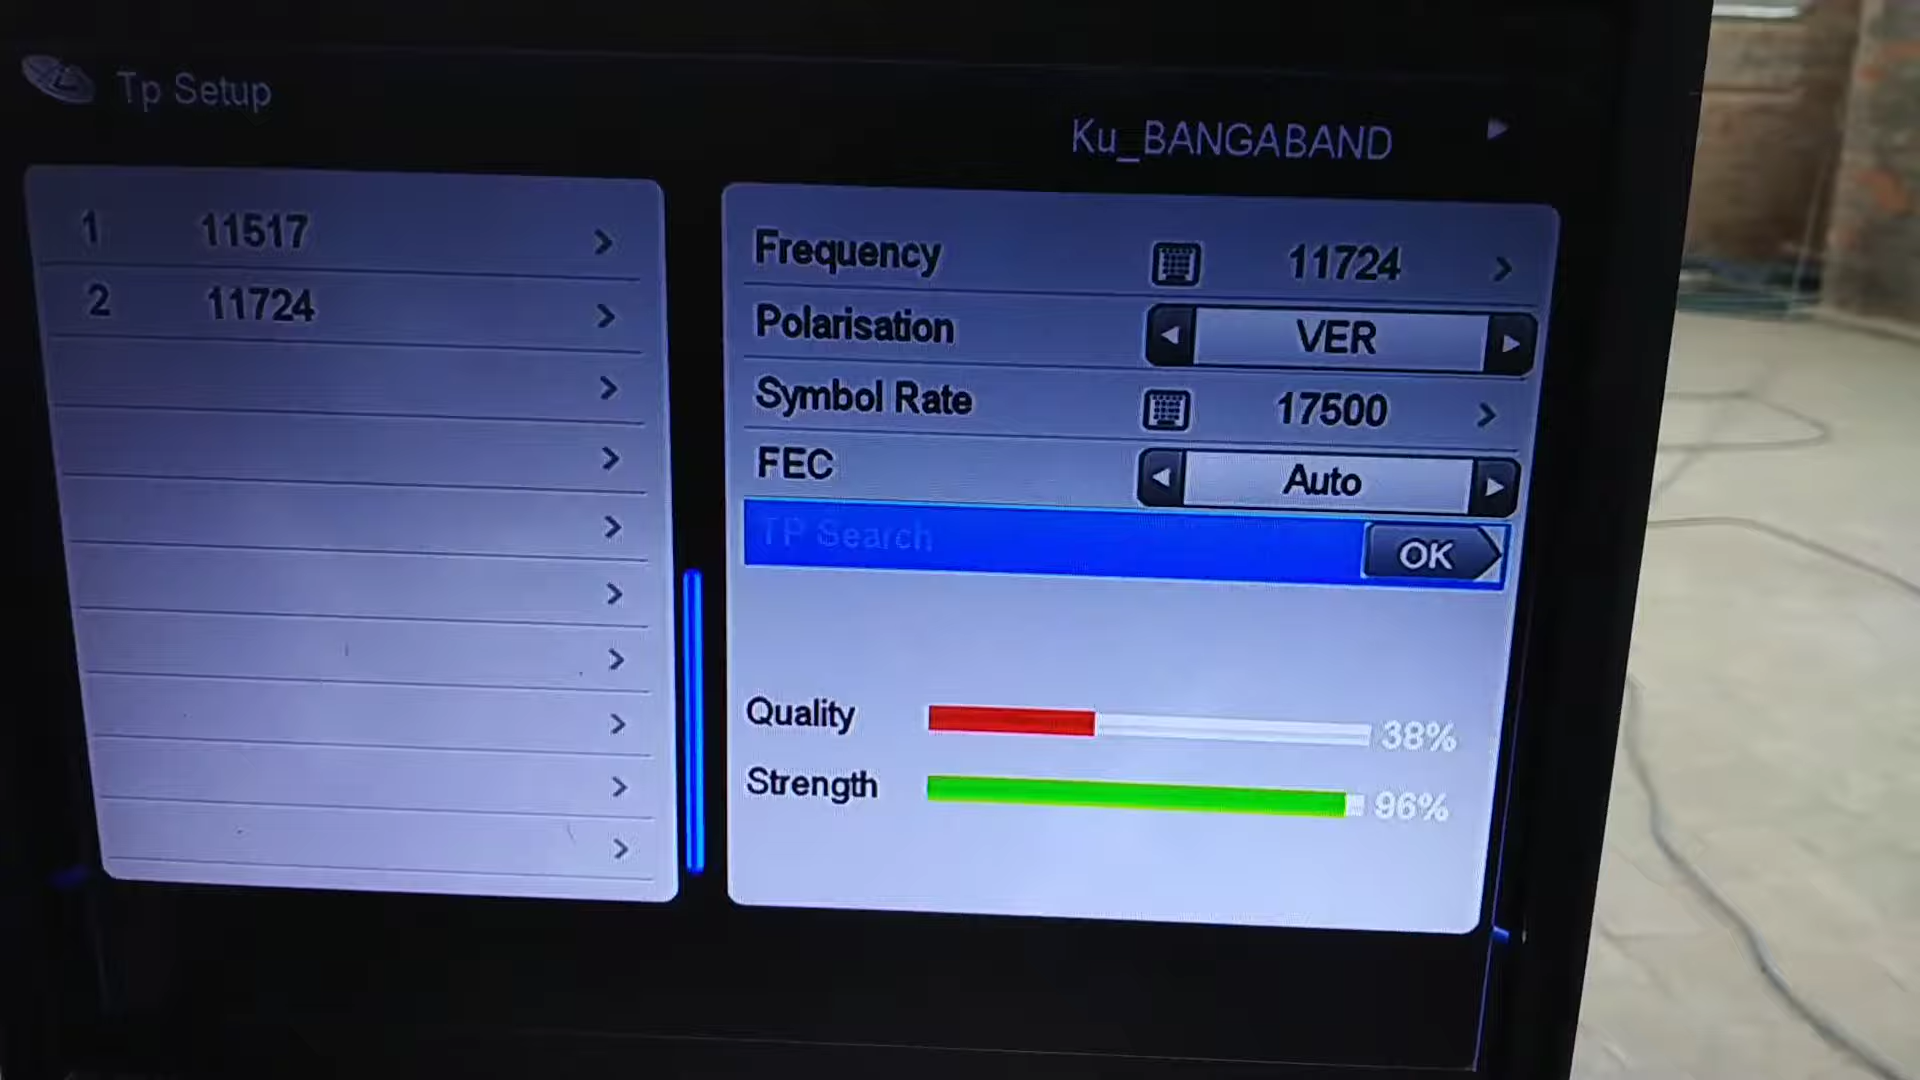 Tp Setup
Ku_BANGABAND
1 11517
2 11724
Frequency 11724
Polarisation VER
Symbol Rate 17500
FEC Auto
TP Search OK
Quality 38%
Strength 96%